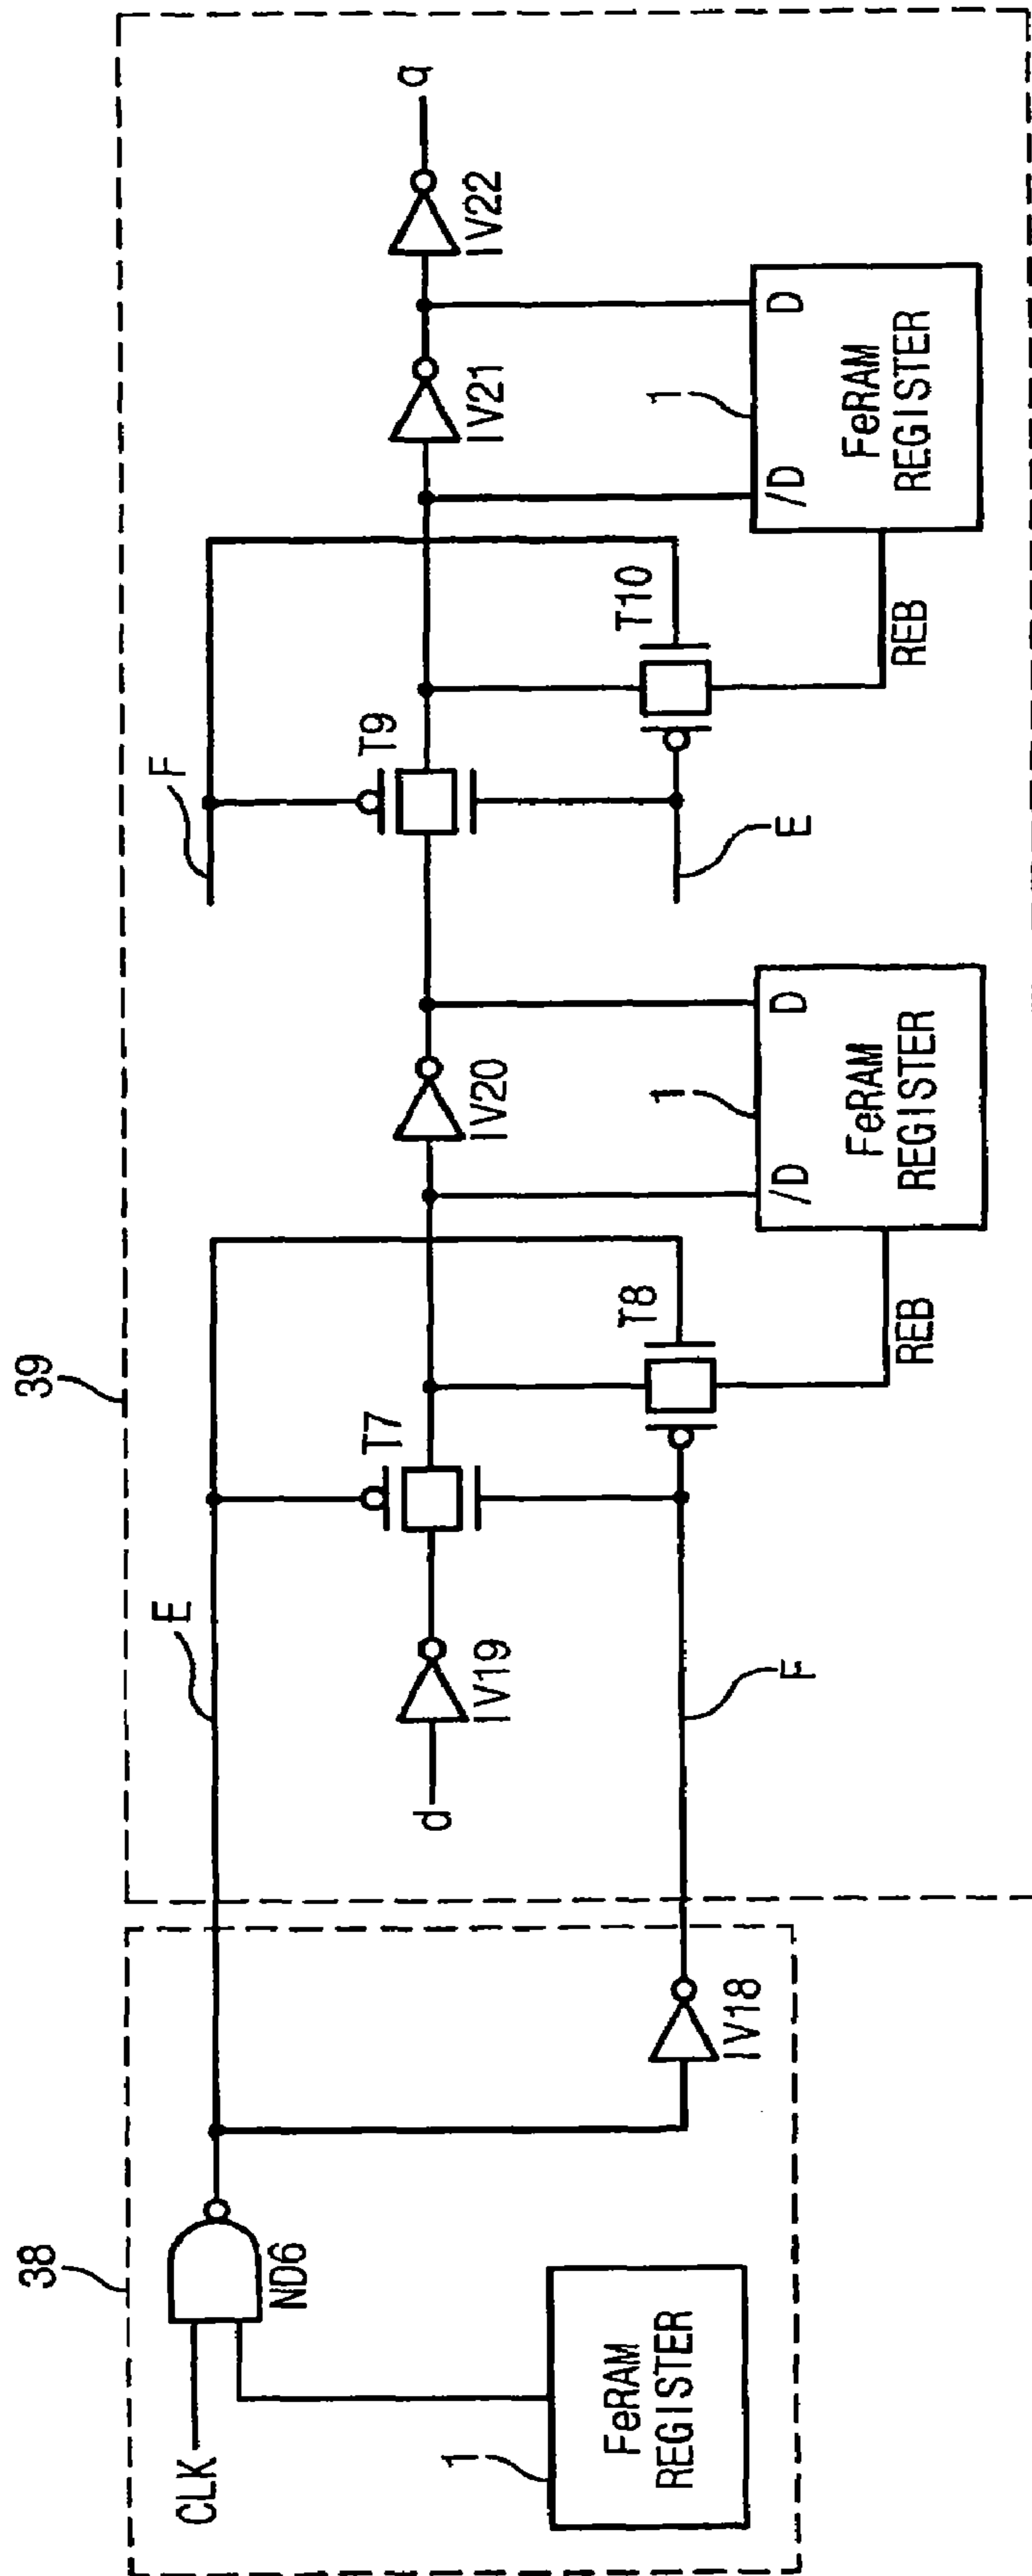 38
39
CLK
ND6
1
FeRAM
REGISTER
IV18
E
F
d
IV19
T7
T8
REB
IV20
1
/D
D
FeRAM
REGISTER
F
E
T9
T10
REB
IV21
1
/D
D
FeRAM
REGISTER
IV22
q